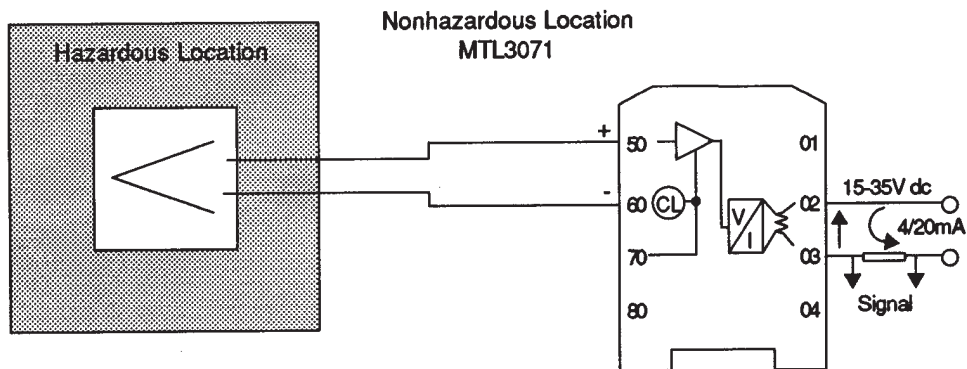 Nonhazardous Location
MTL3071
Hazardous Location
+
50
01
-
60
CL
V
I
02
15-35V dc
4/20mA
70
03
80
04
Signal